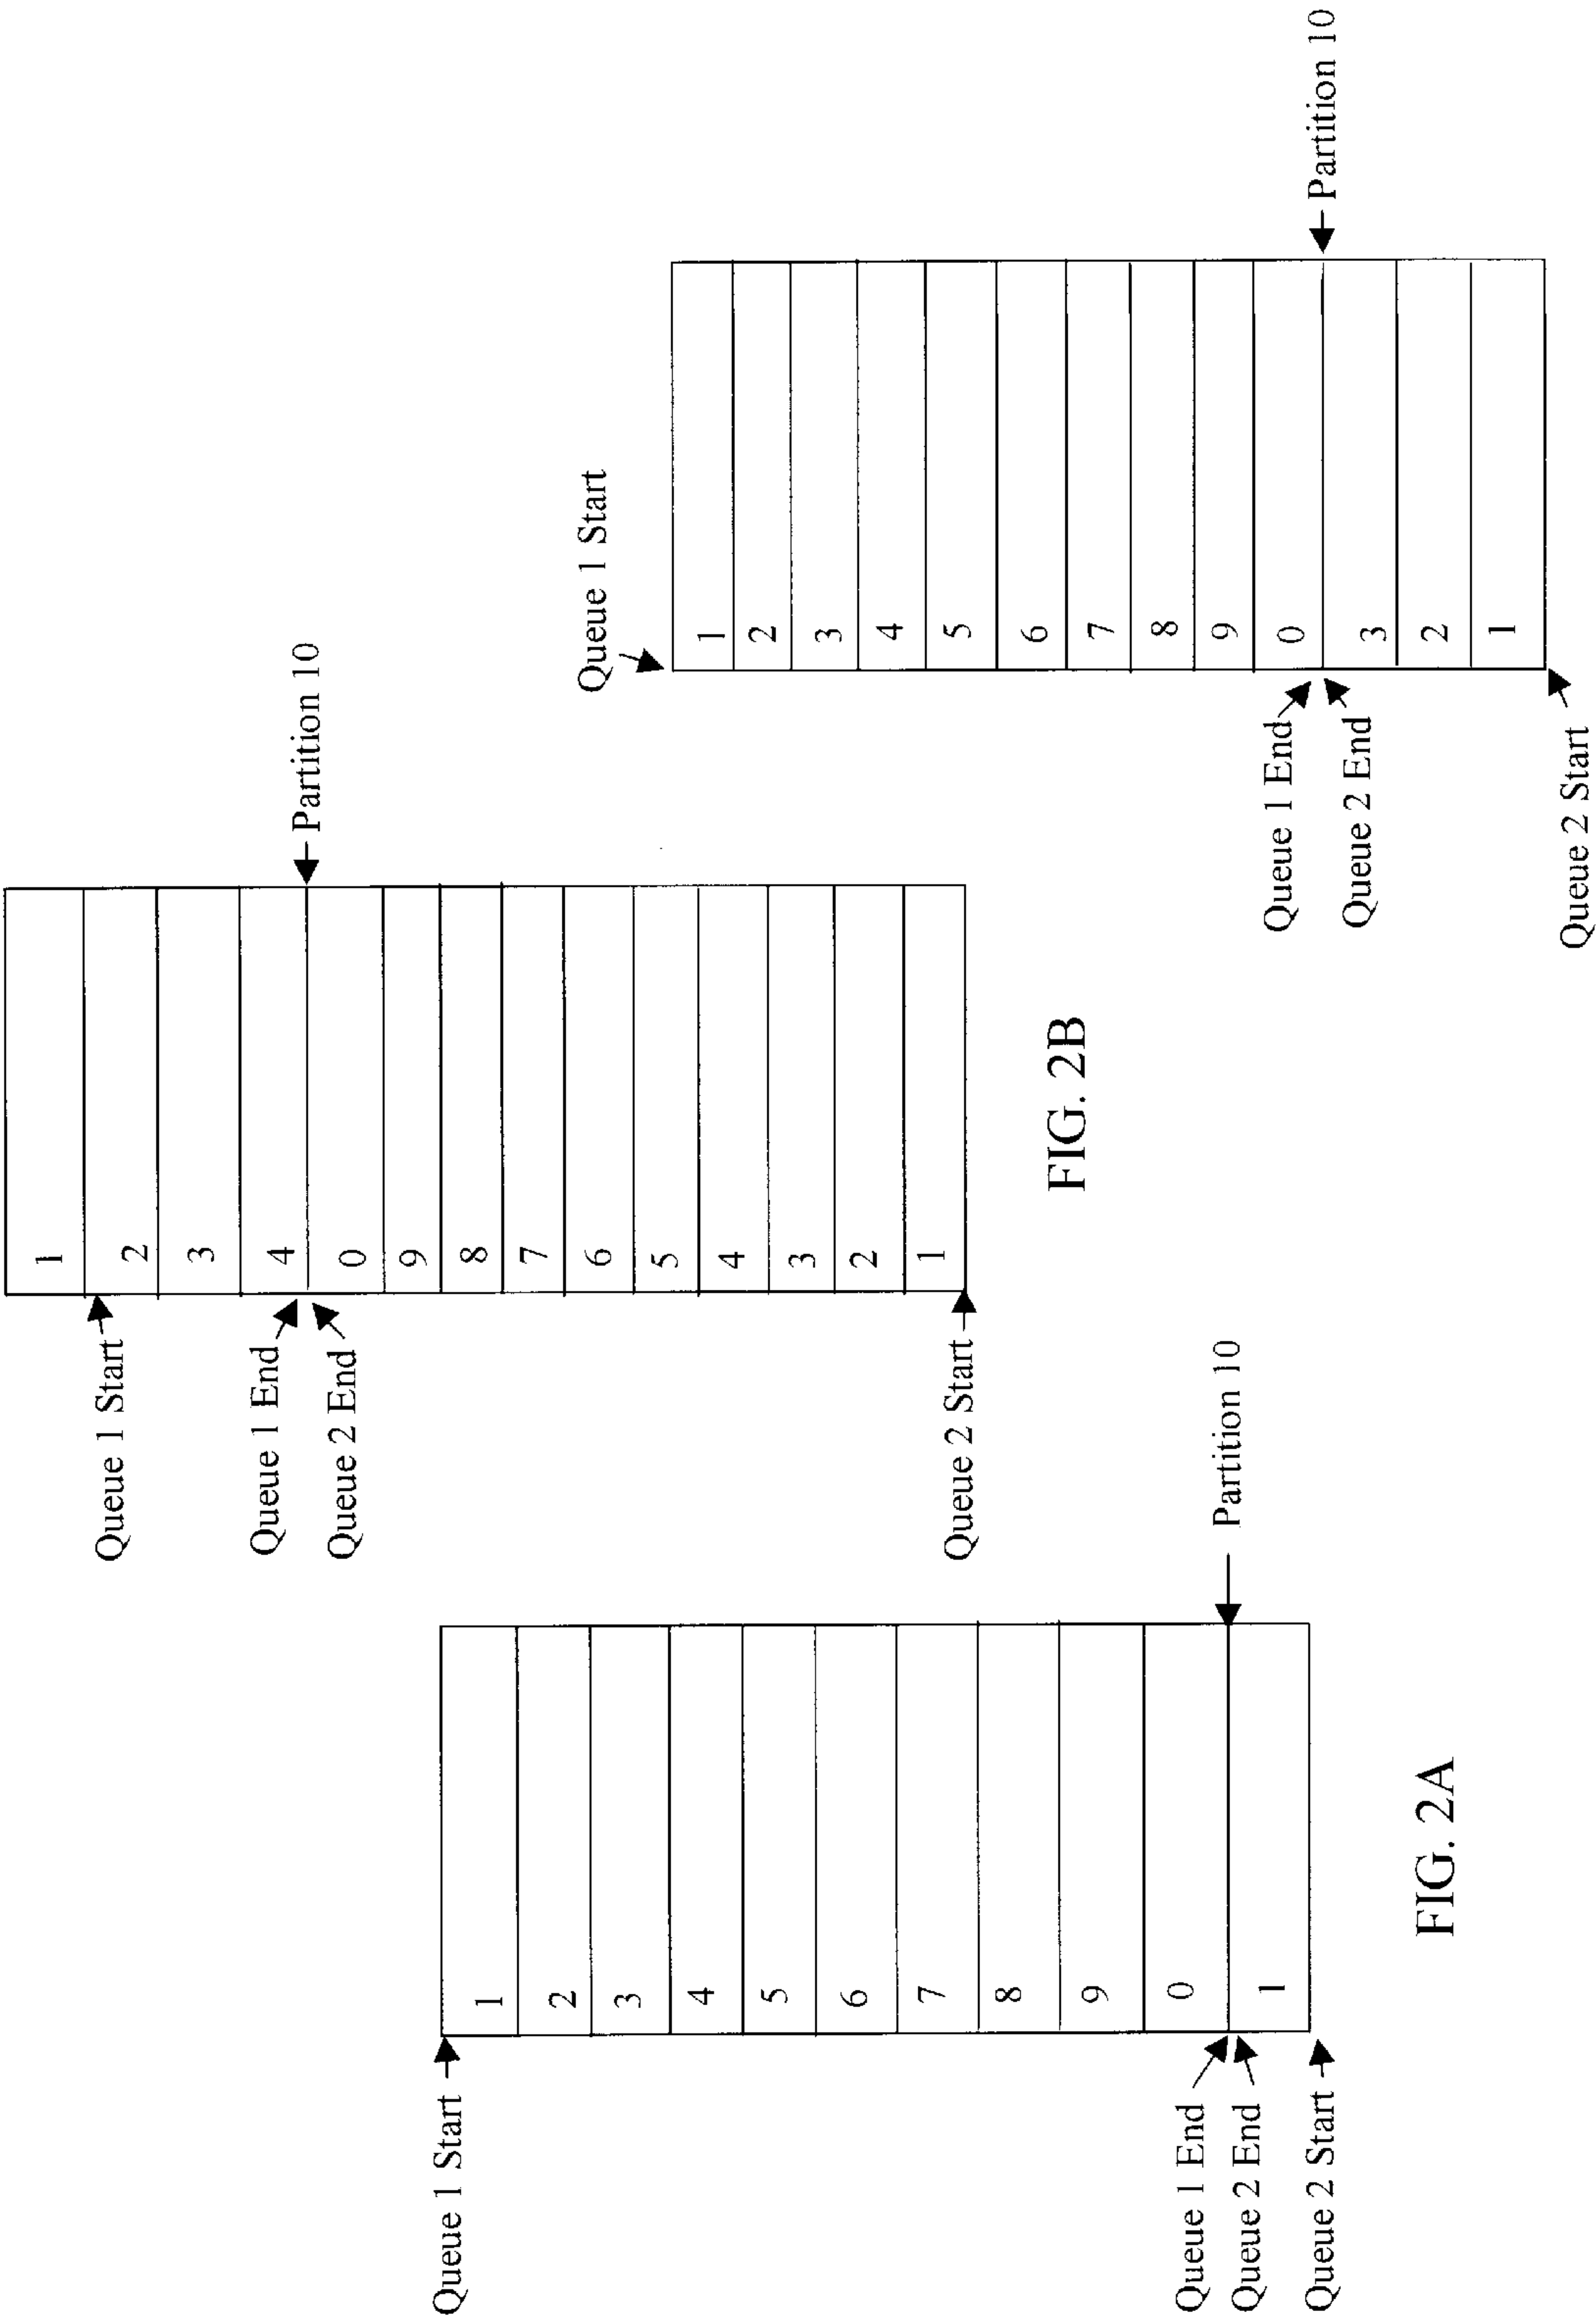 Queue 1 Start
1
2
3
4
5
6
7
8
9
0
1
Queue 1 End
Queue 2 End
Queue 2 Start
Partition 10
FIG. 2A
1
2
3
4
0
9
8
7
6
5
4
3
2
1
Queue 1 Start
Queue 1 End
Queue 2 End
Queue 2 Start
Partition 10
FIG. 2B
Queue 1 Start
1
2
3
4
5
6
7
8
9
0
3
2
1
Queue 1 End
Queue 2 End
Queue 2 Start
Partition 10